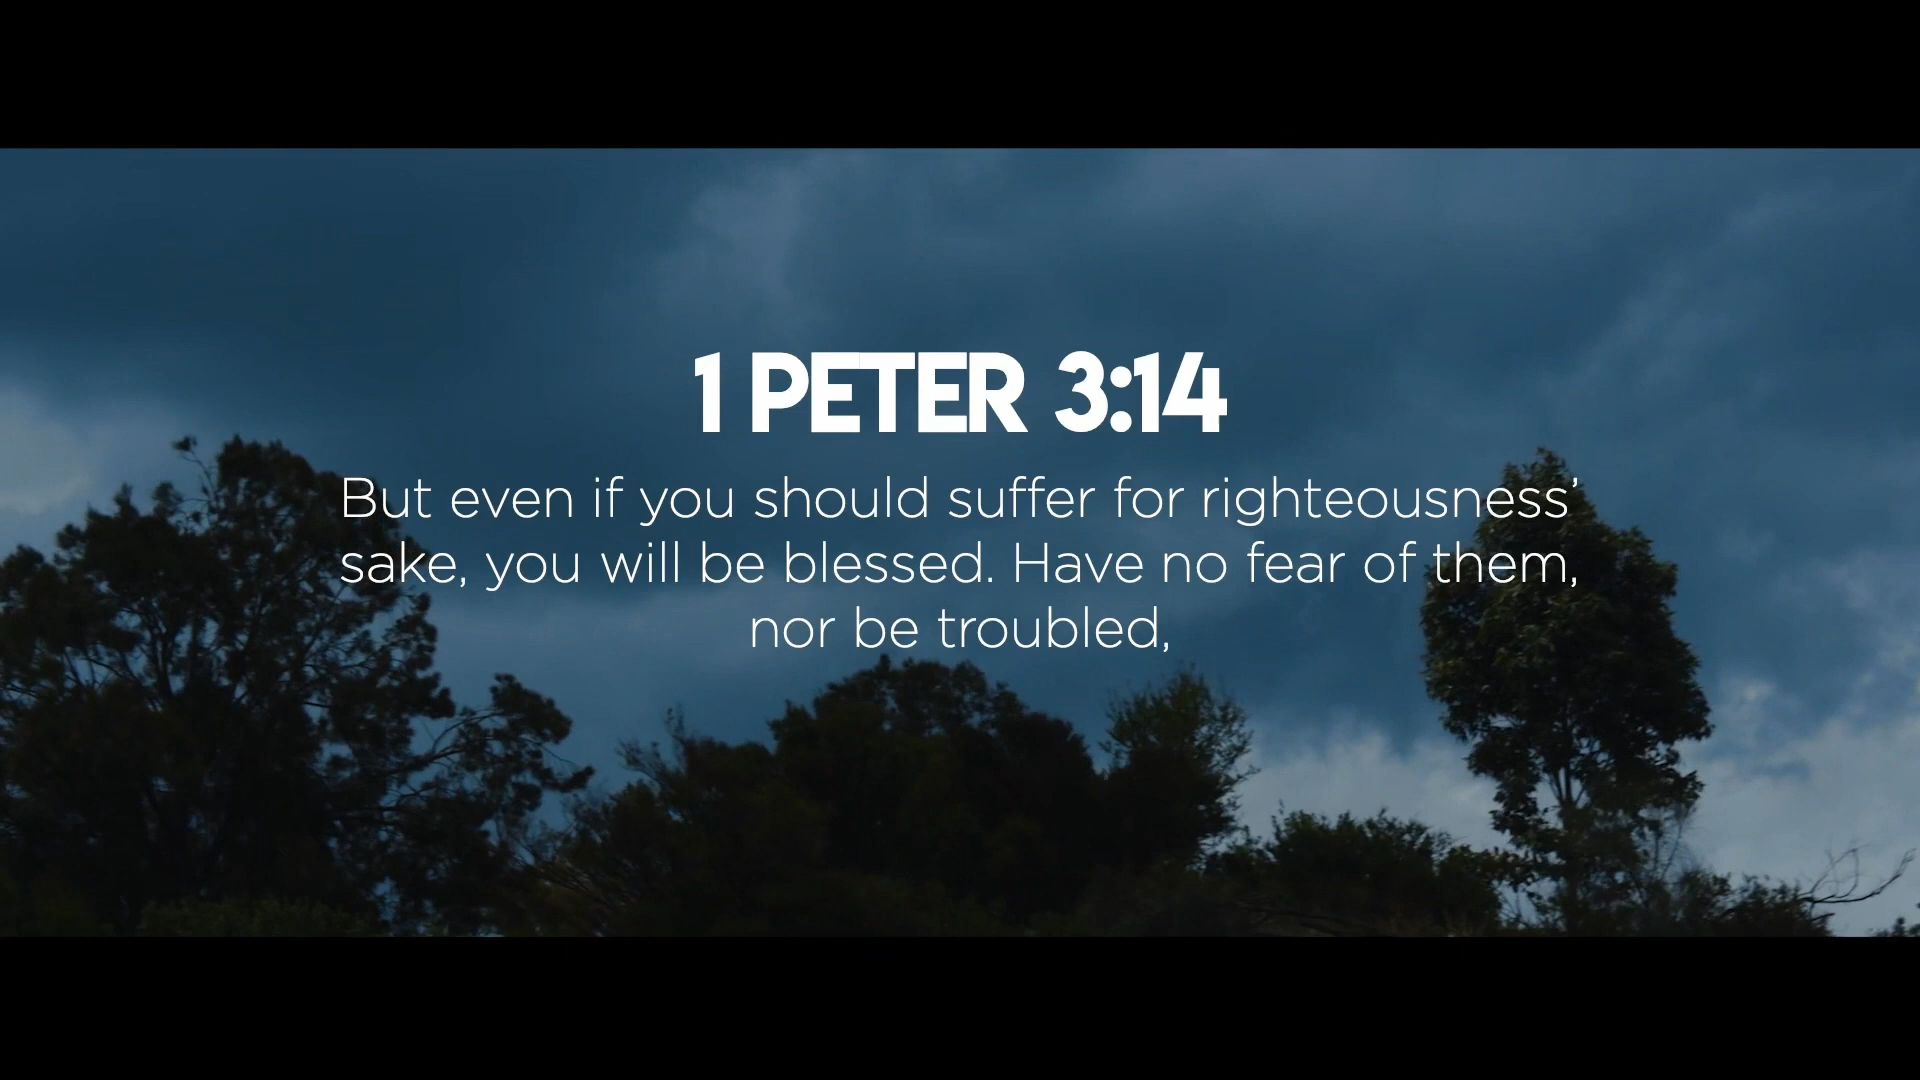 1 PETER 3:14
But even if you should suffer for righteousness’
sake, you will be blessed. Have no fear of them,
nor be troubled,